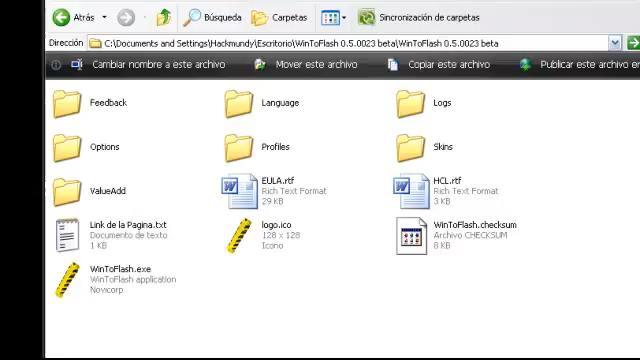 Atrás Búsqueda Carpetas Sincronización de carpetas
Dirección C:\Documents and Settings\Hackmundy\Escritorio\WinToFlash 0.5.0023 beta\WinToFlash 0.5.0023 beta
Cambiar nombre a este archivo Mover este archivo Copiar este archivo Publicar este archivo en
Feedback Language Logs
Options Profiles Skins
ValueAdd
EULA.rtf
Rich Text Format
29 KB
HCL.rtf
Rich Text Format
3 KB
Link de la Pagina.txt
Documento de texto
1 KB
logo.ico
128 x 128
Icono
WinToFlash.checksum
Archivo CHECKSUM
8 KB
WinToFlash.exe
WinToFlash application
Novicorp